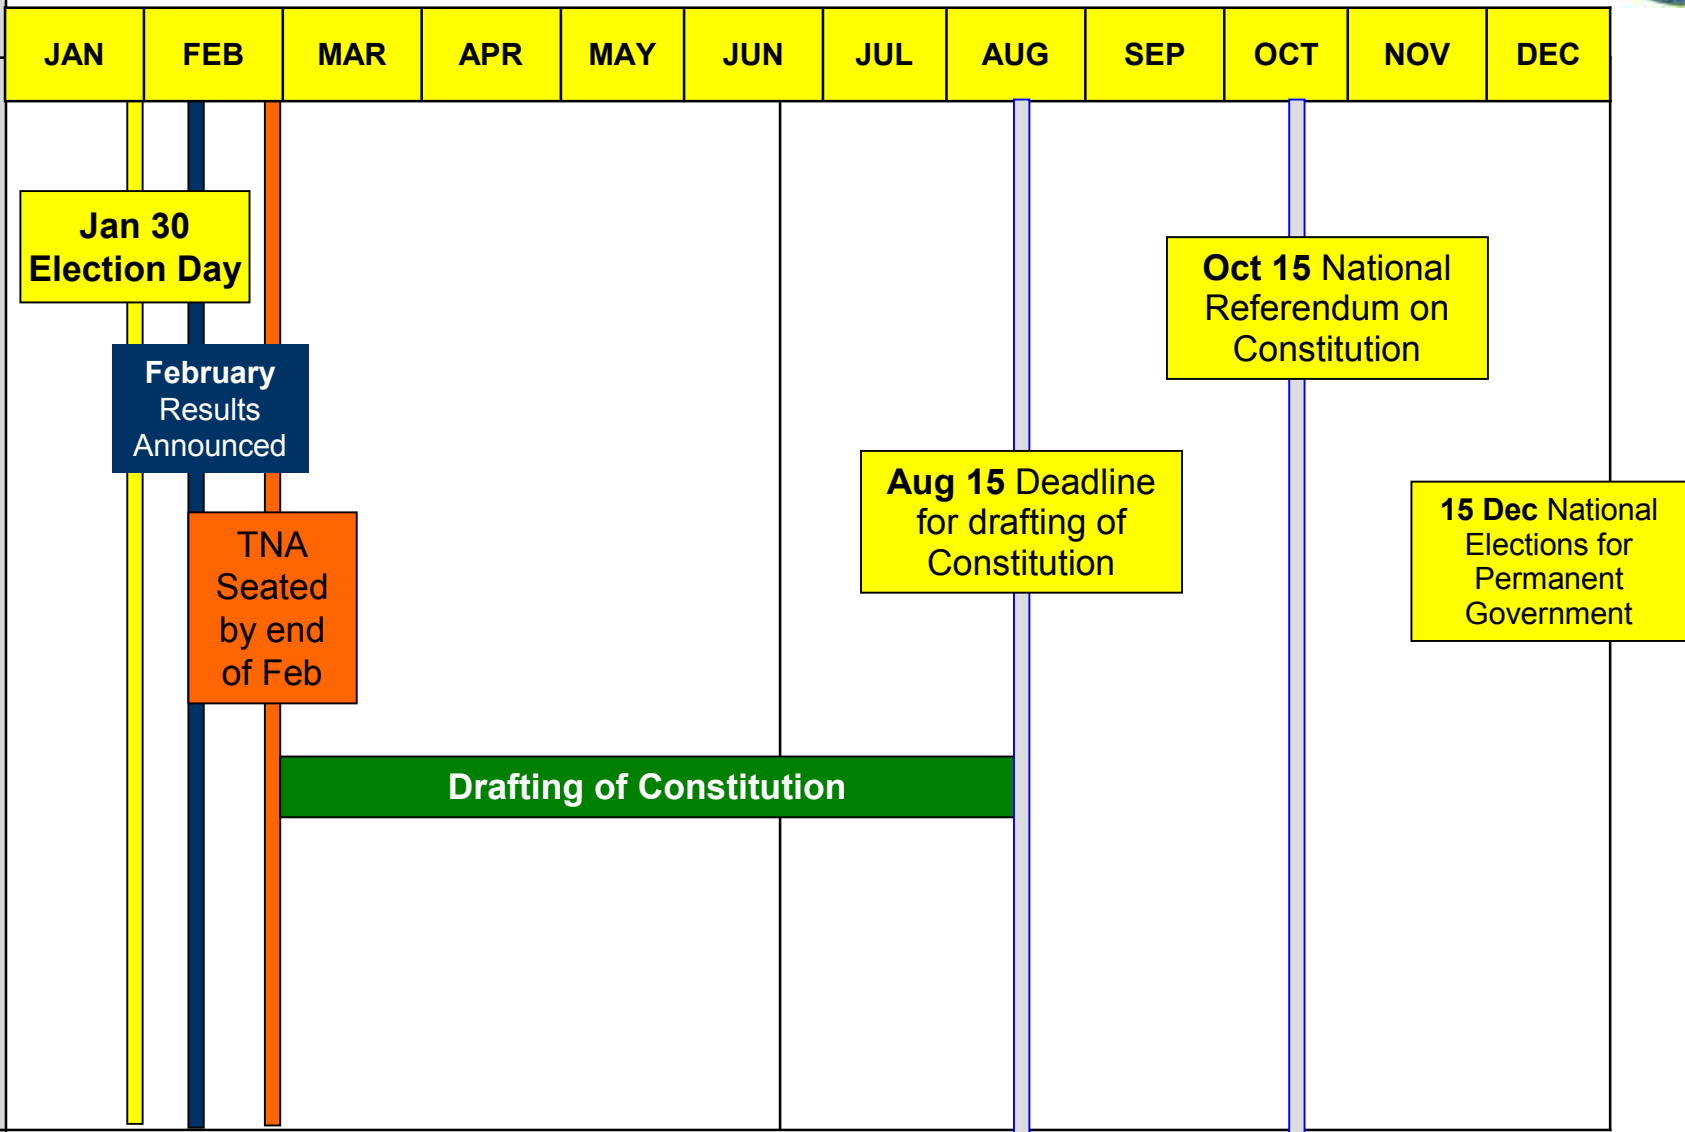 JAN FEB MAR APR MAY JUN JUL AUG SEP OCT NOV DEC
Jan 30
Election Day
February
Results
Announced
TNA
Seated
by end
of Feb
Drafting of Constitution
Aug 15 Deadline
for drafting of
Constitution
Oct 15 National
Referendum on
Constitution
15 Dec National
Elections for
Permanent
Government